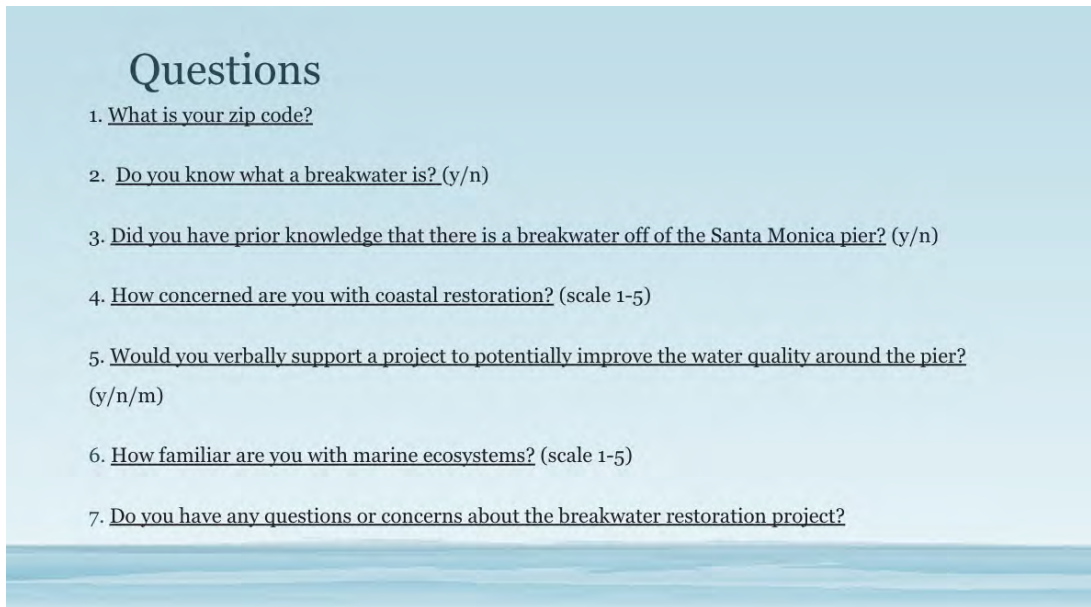 Questions
1. What is your zip code?
2. Do you know what a breakwater is? (y/n)
3. Did you have prior knowledge that there is a breakwater off of the Santa Monica pier? (y/n)
4. How concerned are you with coastal restoration? (scale 1-5)
5. Would you verbally support a project to potentially improve the water quality around the pier?
(y/n/m)
6. How familiar are you with marine ecosystems? (scale 1-5)
7. Do you have any questions or concerns about the breakwater restoration project?